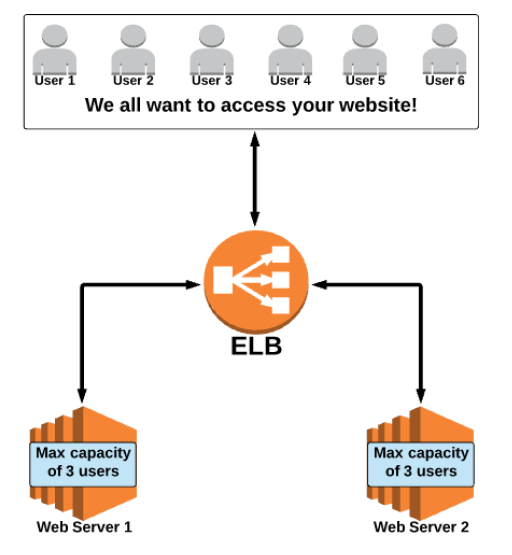 User 1 User 2 User 3 User 4 User 5 User 6
We all want to access your website!
ELB
Max capacity
of 3 users
Web Server 1
Max capacity
of 3 users
Web Server 2